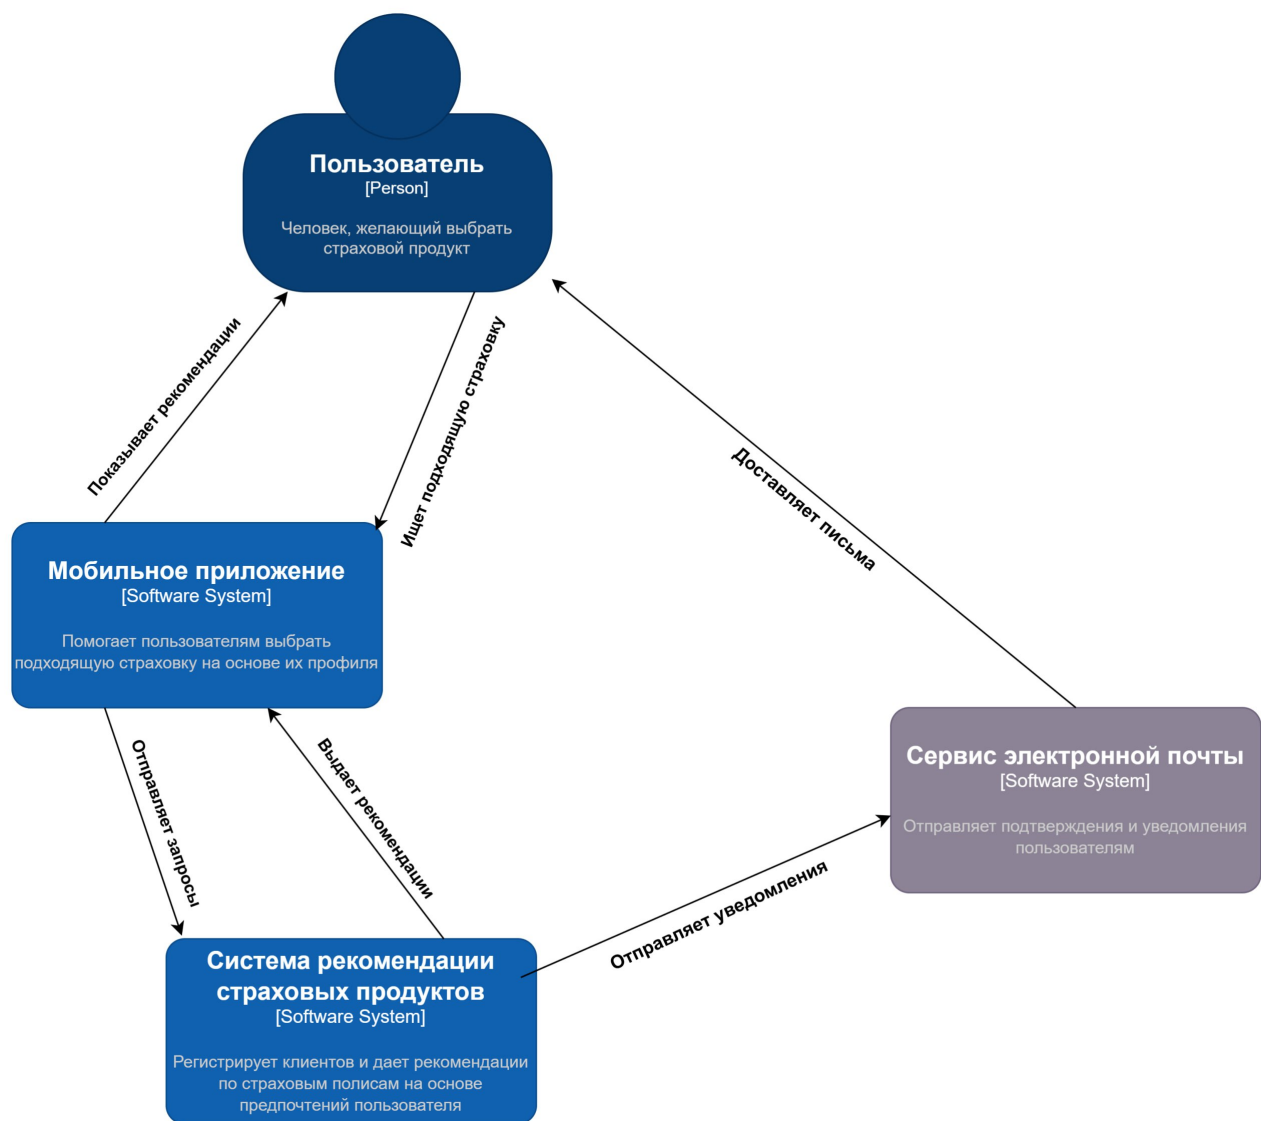 Пользователь
[Person]
Человек, желающий выбрать
страховой продукт
Показывает рекомендации
Ищет подходящую страховку
Доставляет письма
Мобильное приложение
[Software System]
Помогает пользователям выбрать
подходящую страховку на основе их профиля
Отправляет запросы
Выдает рекомендации
Сервис электронной почты
[Software System]
Отправляет подтверждения и уведомления
пользователям
Отправляет уведомления
Система рекомендации
страховых продуктов
[Software System]
Регистрирует клиентов и дает рекомендации
по страховым полисам на основе
предпочтений пользователя